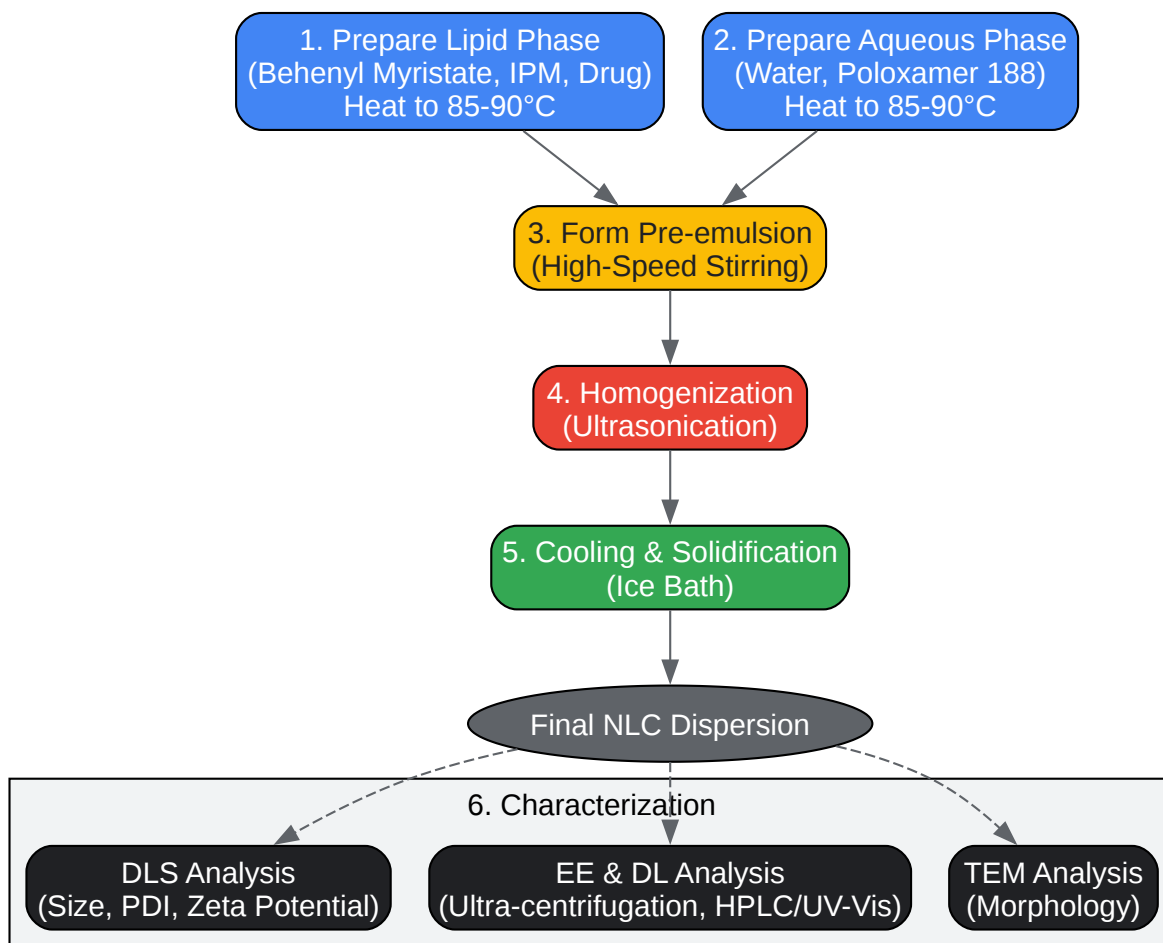 1. Prepare Lipid Phase
(Behenyl Myristate, IPM, Drug)
Heat to 85-90°C
2. Prepare Aqueous Phase
(Water, Poloxamer 188)
Heat to 85-90°C
3. Form Pre-emulsion
(High-Speed Stirring)
4. Homogenization
(Ultrasonication)
5. Cooling & Solidification
(Ice Bath)
Final NLC Dispersion
6. Characterization
DLS Analysis
(Size, PDI, Zeta Potential)
EE & DL Analysis
(Ultra-centrifugation, HPLC/UV-Vis)
TEM Analysis
(Morphology)